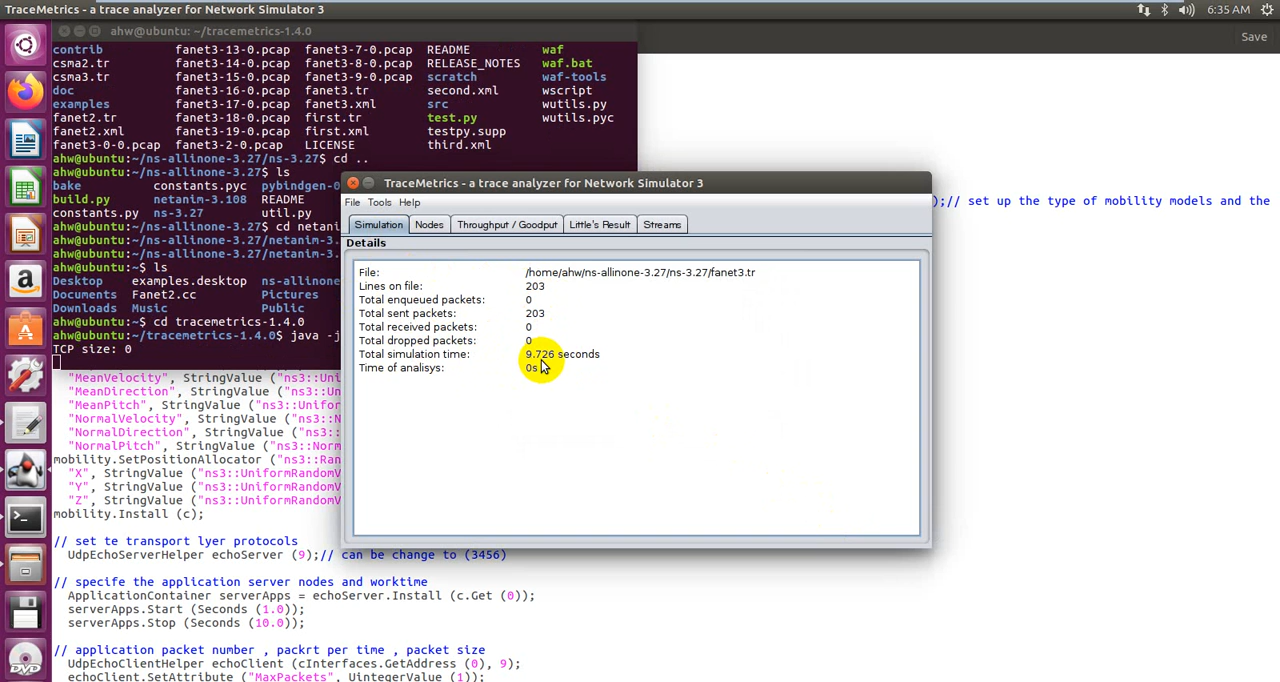 TraceMetrics - a trace analyzer for Network Simulator 3
6:35 AM
ahw@ubuntu: ~/tracemetrics-1.4.0
Save
contrib fanet3-13-0.pcap fanet3-7-0.pcap README waf
csma2.tr fanet3-14-0.pcap fanet3-8-0.pcap RELEASE_NOTES waf.bat
csma3.tr fanet3-15-0.pcap fanet3-9-0.pcap scratch waf-tools
doc fanet3-16-0.pcap fanet3.tr second.xml wscript
examples fanet3-17-0.pcap fanet3.xml src wutils.py
fanet2.tr fanet3-18-0.pcap first.tr test.py wutils.pyc
fanet2.xml fanet3-19-0.pcap first.xml testpy.supp
fanet3-0-0.pcap fanet3-2-0.pcap LICENSE third.xml
ahw@ubuntu:~/ns-allinone-3.27/ns-3.27$ cd ..
ahw@ubuntu:~/ns-allinone-3.27$ ls
bake constants.pyc pybindgen-0
build.py netanim-3.108 README
constants.py ns-3.27 util.py
ahw@ubuntu:~/ns-allinone-3.27$ cd netani
ahw@ubuntu:~/ns-allinone-3.27/netanim-3.
ahw@ubuntu:~/ns-allinone-3.27/netanim-3.
ahw@ubuntu:~$ ls
Desktop examples.desktop ns-allinone
Documents Fanet2.cc Pictures
Downloads Music Public
ahw@ubuntu:~$ cd tracemetrics-1.4.0
ahw@ubuntu:~/tracemetrics-1.4.0$ java -j
TCP size: 0
TraceMetrics - a trace analyzer for Network Simulator 3
File Tools Help
Simulation Nodes Throughput / Goodput Little's Result Streams
Details
File: /home/ahw/ns-allinone-3.27/ns-3.27/fanet3.tr
Lines on file: 203
Total enqueued packets: 0
Total sent packets: 203
Total received packets: 0
Total dropped packets: 0
Total simulation time: 9.726 seconds
Time of analisys: 0s
);// set up the type of mobility models and the
"MeanVelocity", StringValue ("ns3::Uni
"MeanDirection", StringValue ("ns3::Un
"MeanPitch", StringValue ("ns3::Unifor
"NormalVelocity", StringValue ("ns3::N
"NormalDirection", StringValue ("ns3::
"NormalPitch", StringValue ("ns3::Norm
mobility.SetPositionAllocator ("ns3::Ran
"X", StringValue ("ns3::UniformRandomV
"Y", StringValue ("ns3::UniformRandomV
"Z", StringValue ("ns3::UniformRandomV
mobility.Install (c);
// set te transport lyer protocols
UdpEchoServerHelper echoServer (9);// can be change to (3456)
// specife the application server nodes and worktime
ApplicationContainer serverApps = echoServer.Install (c.Get (0));
serverApps.Start (Seconds (1.0));
serverApps.Stop (Seconds (10.0));
// application packet number , packrt per time , packet size
UdpEchoClientHelper echoClient (cInterfaces.GetAddress (0), 9);
echoClient.SetAttribute ("MaxPackets", UintegerValue (1));